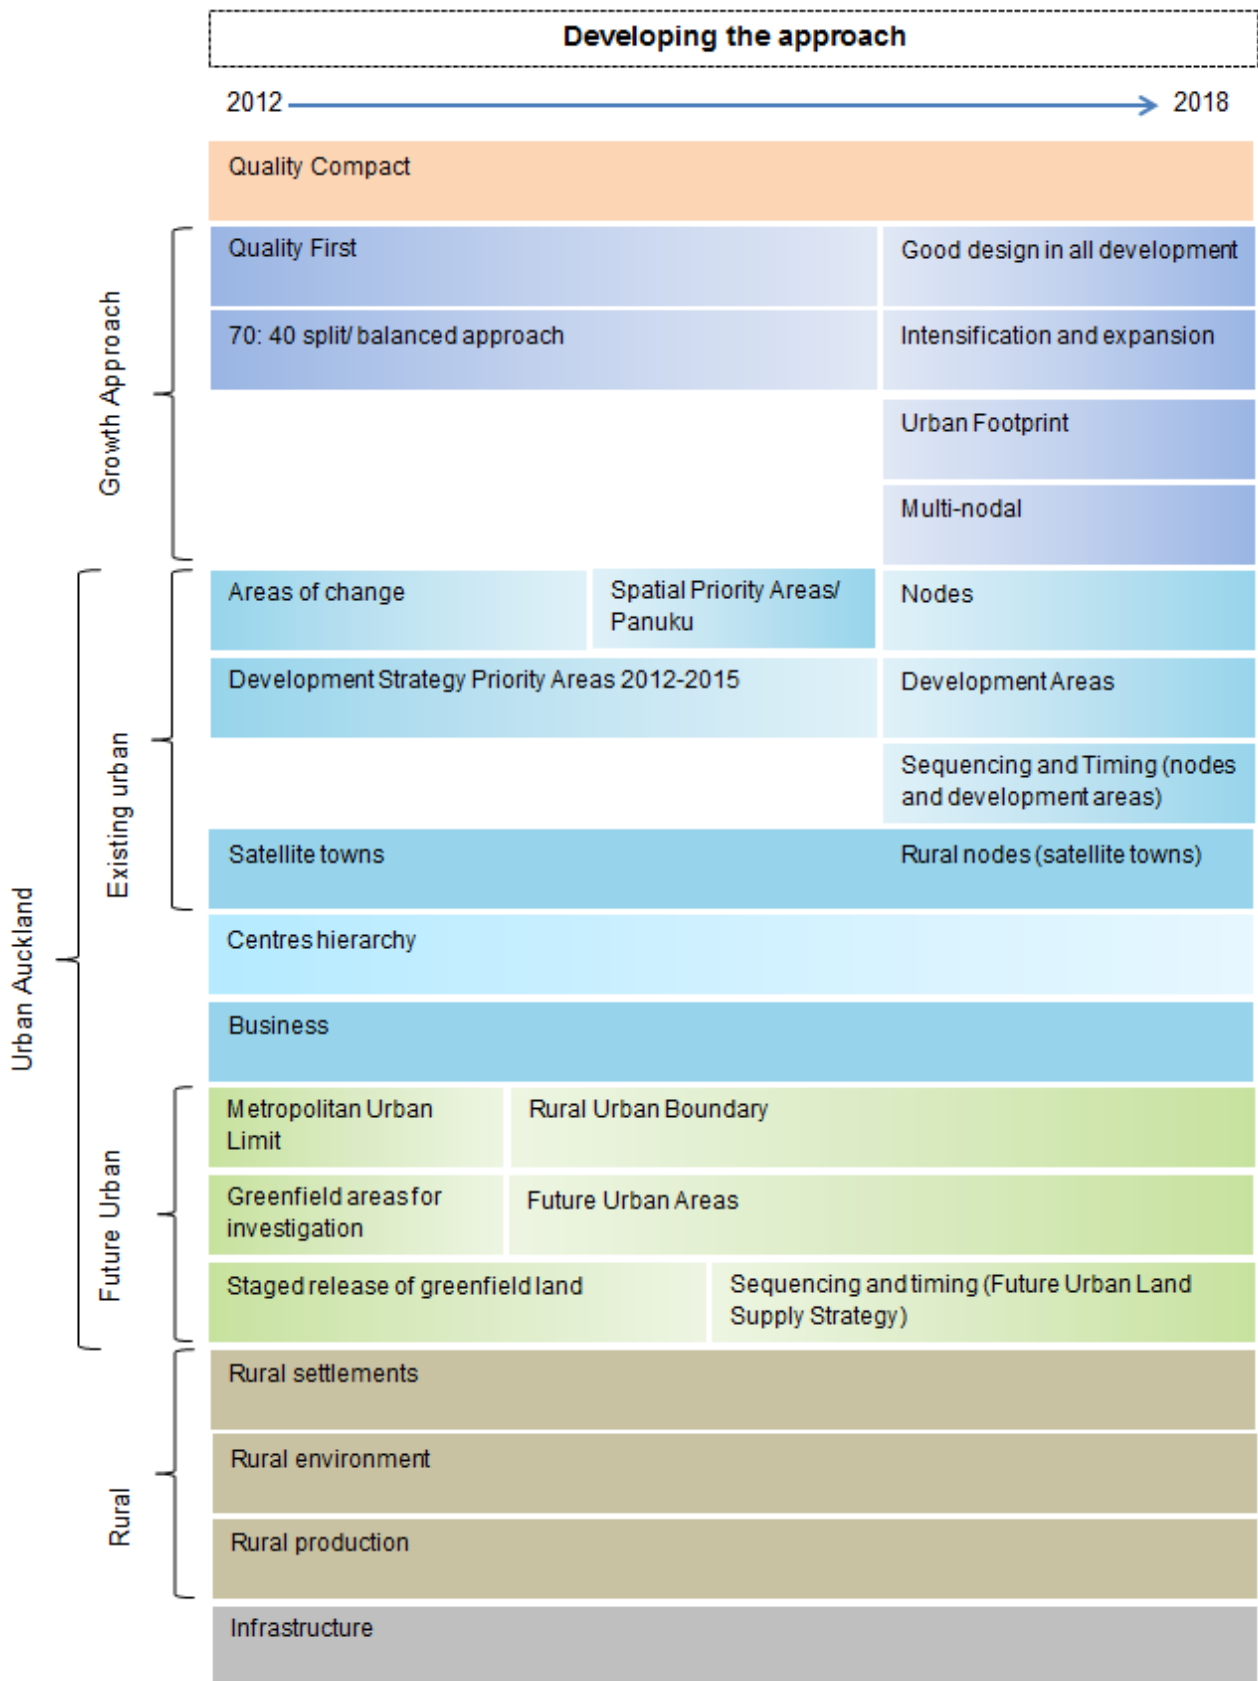 Developing the approach
2012
2018
Quality Compact
Growth Approach
Quality First
Good design in all development
70: 40 split/ balanced approach
Intensification and expansion
Urban Footprint
Multi-nodal
Urban Auckland
Existing urban
Areas of change
Spatial Priority Areas/
Panuku
Nodes
Development Strategy Priority Areas 2012-2015
Development Areas
Sequencing and Timing (nodes
and development areas)
Satellite towns
Rural nodes (satellite towns)
Centres hierarchy
Business
Future Urban
Metropolitan Urban
Limit
Rural Urban Boundary
Greenfield areas for
investigation
Future Urban Areas
Staged release of greenfield land
Sequencing and timing (Future Urban Land
Supply Strategy)
Rural
Rural settlements
Rural environment
Rural production
Infrastructure